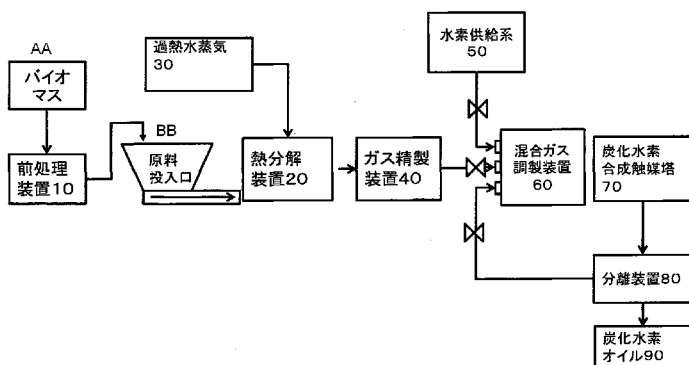 AA
バイオ
マス
前処理
装置10
BB
原料
投入口
過熱水蒸気
30
熱分解
装置20
ガス精製
装置40
水素供給系
50
混合ガス
調製装置
60
炭化水素
合成触媒塔
70
分離装置80
炭化水素
オイル90